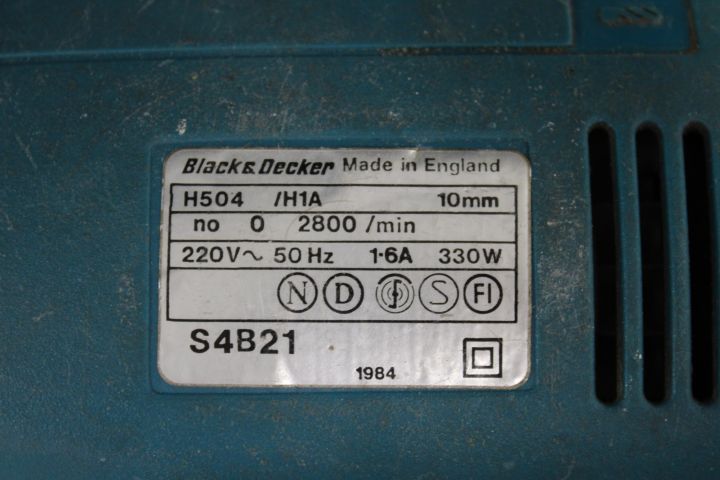 Black & Decker Made in England
H504 /H1A 10mm
no 0 2800 /min
220V~ 50 Hz 1·6A 330W
N D S FI
S4B21
1984